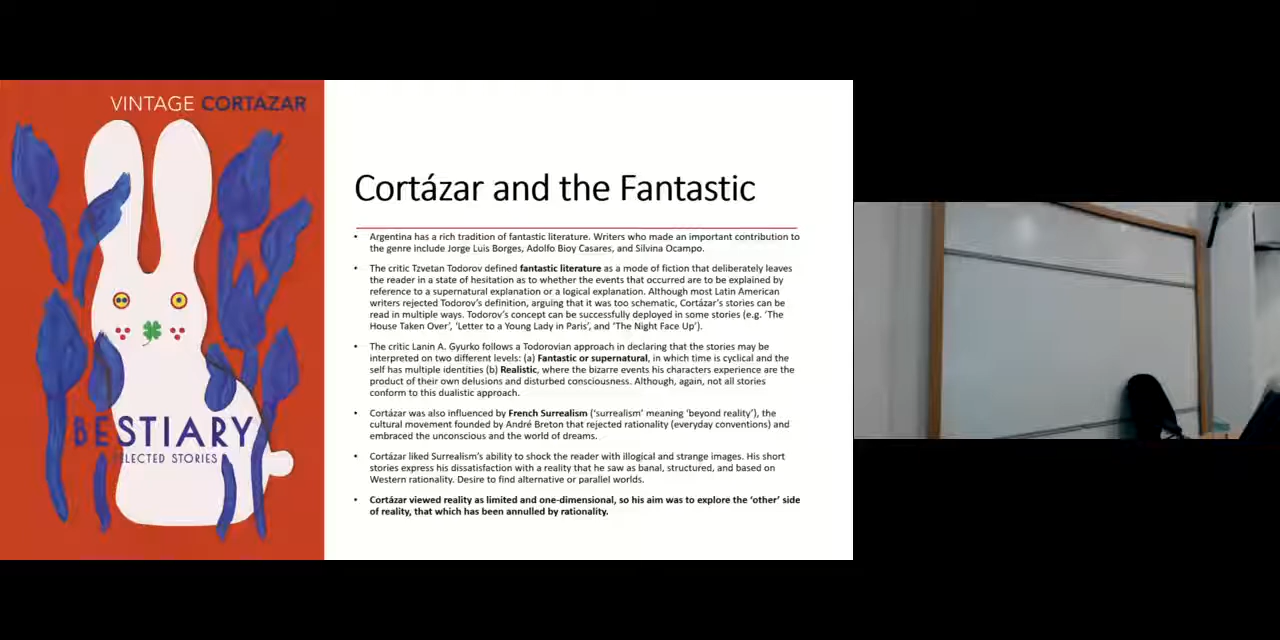 VINTAGE CORTÁZAR
BESTIARY
SELECTED STORIES
Cortázar and the Fantastic
• Argentina has a rich tradition of fantastic literature. Writers who made an important contribution to
the genre include Jorge Luis Borges, Adolfo Bioy Casares, and Silvina Ocampo.
• The critic Tzvetan Todorov defined fantastic literature as a mode of fiction that deliberately leaves
the reader in a state of hesitation as to whether the events that occurred are to be explained by
reference to a supernatural explanation or a logical explanation. Although most Latin American
writers rejected Todorov’s definition, arguing that it was too schematic, Cortázar’s stories can be
read in multiple ways. Todorov’s concept can be successfully deployed in some stories (e.g. ‘The
House Taken Over’, ‘Letter to a Young Lady in Paris’, and ‘The Night Face Up’).
• The critic Lanin A. Gyurko follows a Todorovian approach in declaring that the stories may be
interpreted on two different levels: (a) Fantastic or supernatural, in which time is cyclical and the
self has multiple identities (b) Realistic, where the bizarre events his characters experience are the
product of their own delusions and disturbed consciousness. Although, again, not all stories
conform to this dualistic approach.
• Cortázar was also influenced by French Surrealism (‘surrealism’ meaning ‘beyond reality’), the
cultural movement founded by André Breton that rejected rationality (everyday conventions) and
embraced the unconscious and the world of dreams.
• Cortázar liked Surrealism’s ability to shock the reader with illogical and strange images. His short
stories express his dissatisfaction with a reality that he saw as banal, structured, and based on
Western rationality. Desire to find alternative or parallel worlds.
• Cortázar viewed reality as limited and one-dimensional, so his aim was to explore the ‘other’ side
of reality, that which has been annulled by rationality.